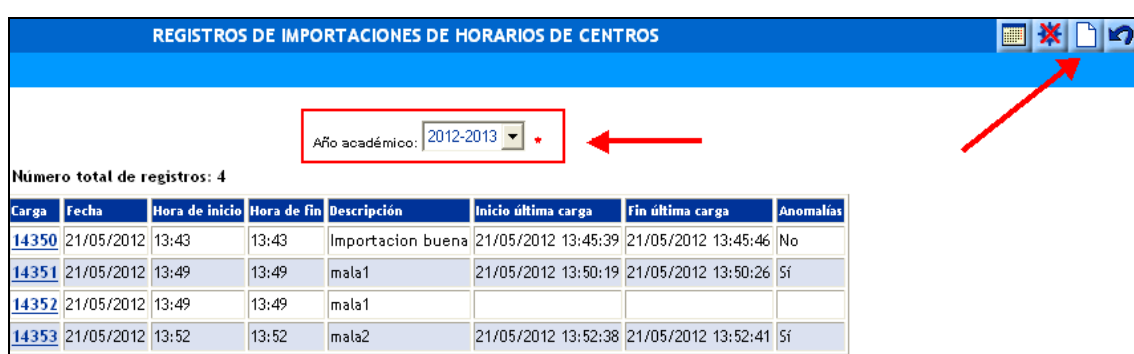 REGISTROS DE IMPORTACIONES DE HORARIOS DE CENTROS
Año académico: 2012-2013 *
Número total de registros: 4
Carga Fecha Hora de inicio Hora de fin Descripción Inicio última carga Fin última carga Anomalías
14350 21/05/2012 13:43 13:43 Importacion buena 21/05/2012 13:45:39 21/05/2012 13:45:46 No
14351 21/05/2012 13:49 13:49 mala1 21/05/2012 13:50:19 21/05/2012 13:50:26 Sí
14352 21/05/2012 13:49 13:49 mala1
14353 21/05/2012 13:52 13:52 mala2 21/05/2012 13:52:38 21/05/2012 13:52:41 Sí